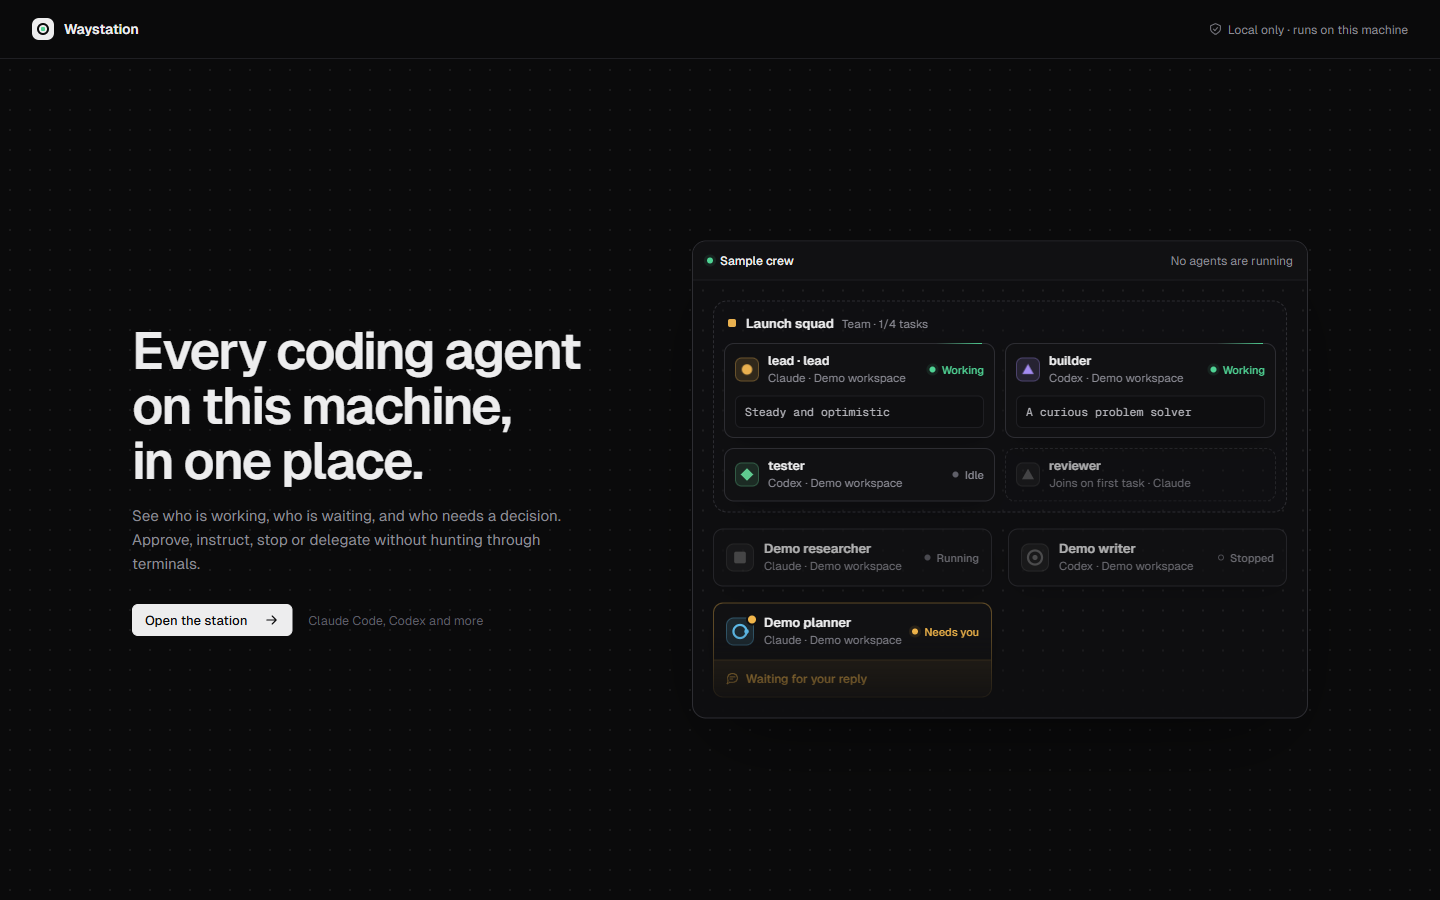 Waystation
Local only · runs on this machine
Every coding agent
on this machine,
in one place.
See who is working, who is waiting, and who needs a decision.
Approve, instruct, stop or delegate without hunting through
terminals.
Open the station →
Claude Code, Codex and more
Sample crew
No agents are running
Launch squad Team · 1/4 tasks
lead · lead
Claude · Demo workspace
Working
Steady and optimistic
builder
Codex · Demo workspace
Working
A curious problem solver
tester
Codex · Demo workspace
Idle
reviewer
Joins on first task · Claude
Demo researcher
Claude · Demo workspace
Running
Demo writer
Codex · Demo workspace
Stopped
Demo planner
Claude · Demo workspace
Needs you
Waiting for your reply